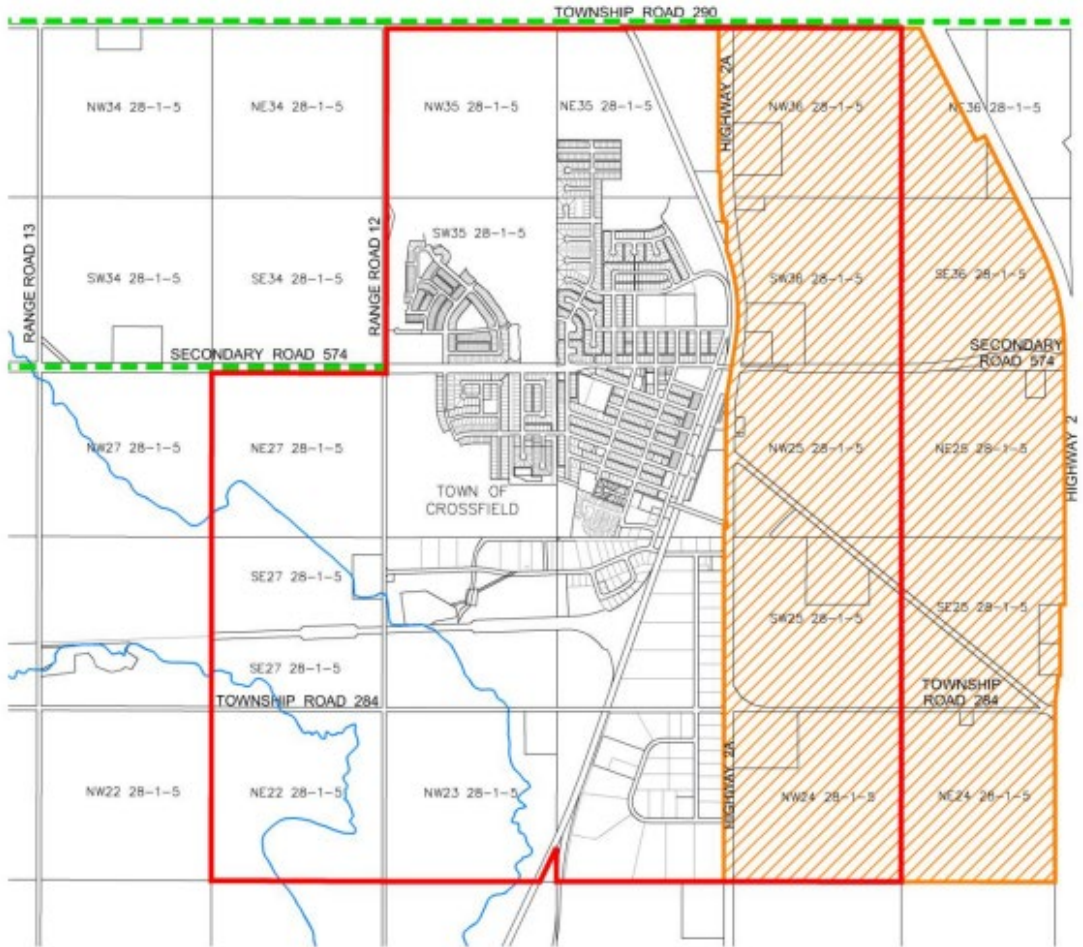 TOWNSHIP ROAD 290
NW34 28-1-5
NE34 28-1-5
NW35 28-1-5
NE35 28-1-5
HIGHWAY 2A
NW36 28-1-5
NE36 28-1-5
RANGE ROAD 13
RANGE ROAD 12
SW35 28-1-5
SW34 28-1-5
SE34 28-1-5
SW36 28-1-5
SE36 28-1-5
SECONDARY ROAD 574
SECONDARY
ROAD 574
NW27 28-1-5
NE27 28-1-5
NW25 28-1-5
NE25 28-1-5
HIGHWAY 2
TOWN OF
CROSSFIELD
SE27 28-1-5
SW25 28-1-5
SE25 28-1-5
SE27 28-1-5
TOWNSHIP ROAD 284
TOWNSHIP
ROAD 284
HIGHWAY 2A
NW22 28-1-5
NE22 28-1-5
NW23 28-1-5
NW24 28-1-5
NE24 28-1-5